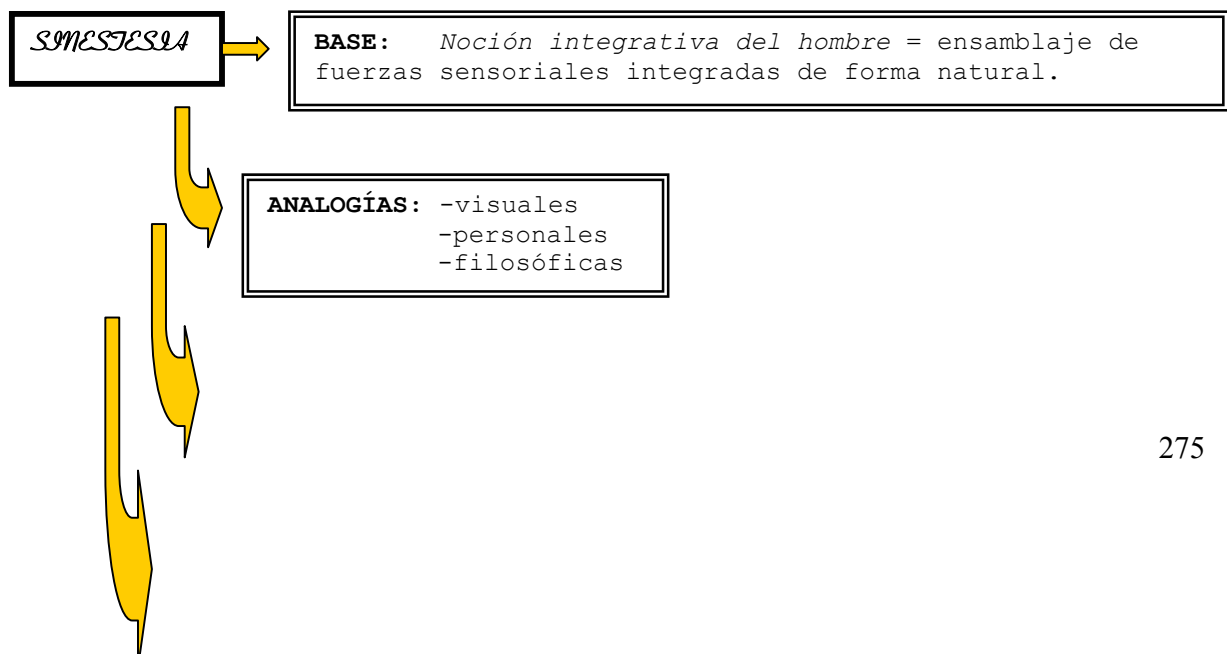 SINESTESIA
BASE: Noción integrativa del hombre = ensamblaje de
fuerzas sensoriales integradas de forma natural.
ANALOGÍAS: -visuales
-personales
-filosóficas
275